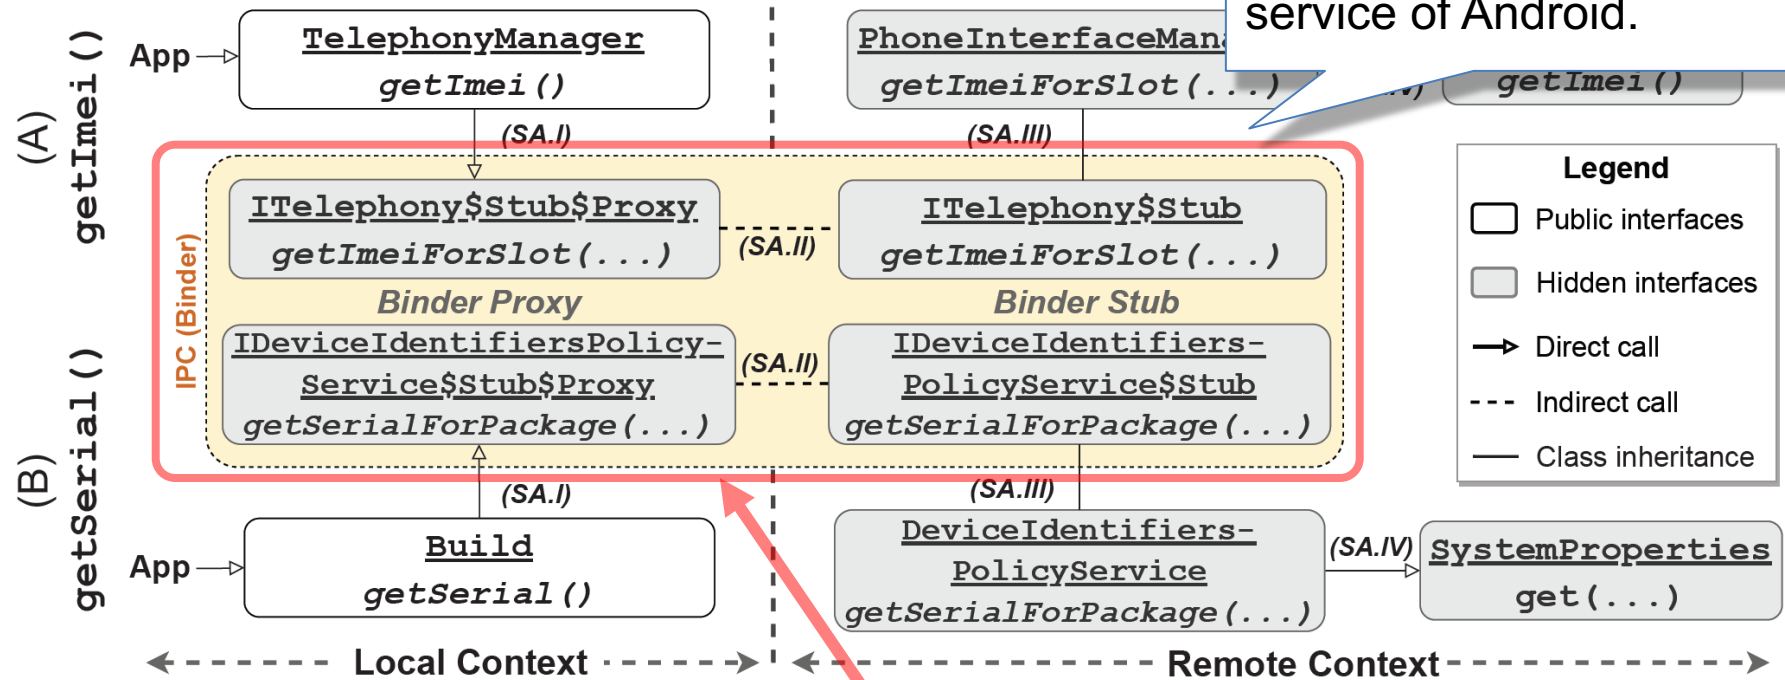 service of Android.
(A)
getImei()
App
TelephonyManager
getImei()
getImeiForSlot(...)
getImei()
(SA.I)
(SA.III)
IPC (Binder)
ITelephony$Stub$Proxy
getImeiForSlot(...)
(SA.II)
ITelephony$Stub
getImeiForSlot(...)
Binder Proxy
Binder Stub
IDeviceIdentifiersPolicy-
Service$Stub$Proxy
getSerialForPackage(...)
(SA.II)
IDeviceIdentifiers-
PolicyService$Stub
getSerialForPackage(...)
(B)
getSerial()
(SA.I)
(SA.III)
App
Build
getSerial()
DeviceIdentifiers-
PolicyService
getSerialForPackage(...)
(SA.IV)
SystemProperties
get(...)
Local Context
Remote Context
Legend
Public interfaces
Hidden interfaces
Direct call
Indirect call
Class inheritance